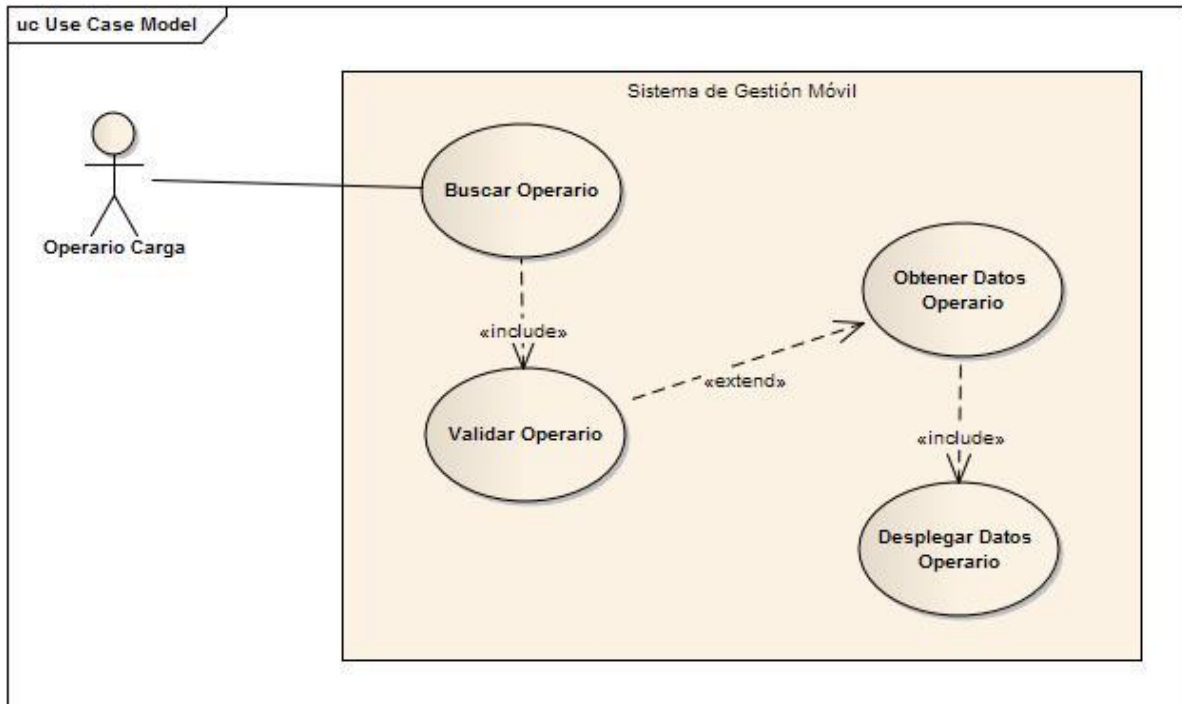 uc Use Case Model
Sistema de Gestión Móvil
Operario Carga
Buscar Operario
«include»
Validar Operario
«extend»
Obtener Datos
Operario
«include»
Desplegar Datos
Operario